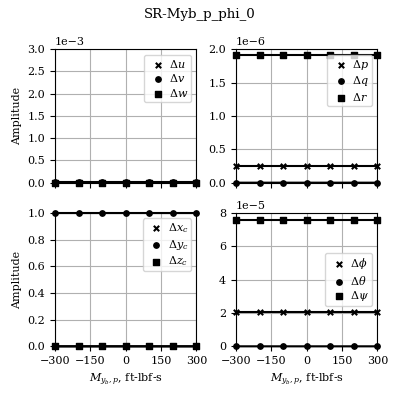 SR-Myb_p_phi_0
1e−3
3.0
2.5
2.0
1.5
1.0
0.5
0.0
Amplitude
Δu
Δv
Δw
1e−6
2.0
1.5
1.0
0.5
0.0
Δp
Δq
Δr
1.0
0.8
0.6
0.4
0.2
0.0
Amplitude
Δx_c
Δy_c
Δz_c
−300 −150 0 150 300
M_{y_b,p}, ft-lbf-s
1e−5
8
6
4
2
0
Δϕ
Δθ
Δψ
−300 −150 0 150 300
M_{y_b,p}, ft-lbf-s